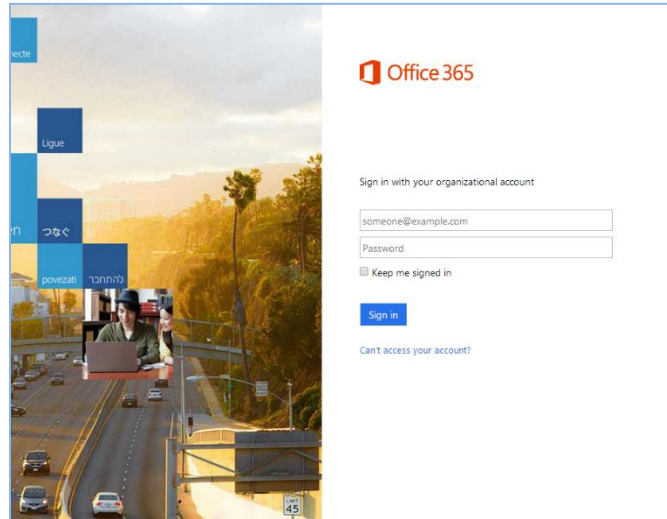 Ligue
つなぐ
povezati
להתחבר
LIMIT
45
Office 365
Sign in with your organizational account
someone@example.com
Password
Keep me signed in
Sign in
Can't access your account?